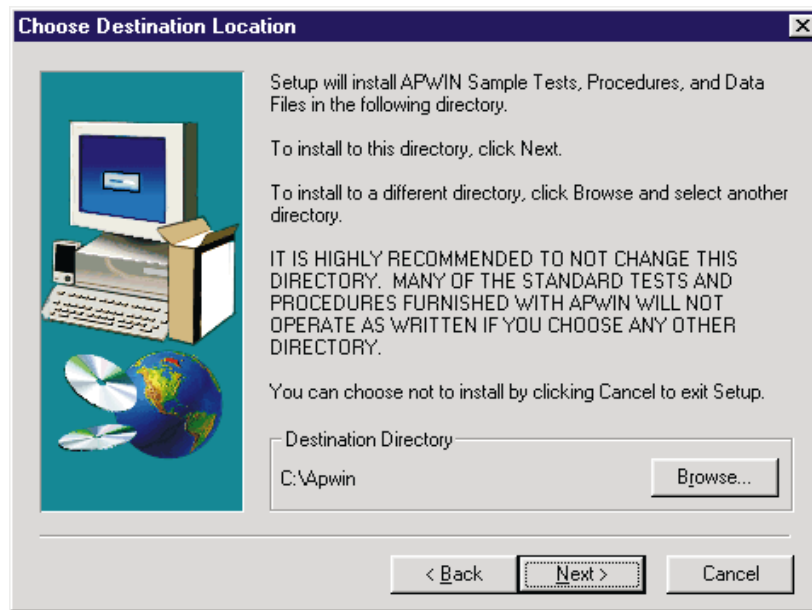 Choose Destination Location
Setup will install APWIN Sample Tests, Procedures, and Data
Files in the following directory.
To install to this directory, click Next.
To install to a different directory, click Browse and select another
directory.
IT IS HIGHLY RECOMMENDED TO NOT CHANGE THIS
DIRECTORY. MANY OF THE STANDARD TESTS AND
PROCEDURES FURNISHED WITH APWIN WILL NOT
OPERATE AS WRITTEN IF YOU CHOOSE ANY OTHER
DIRECTORY.
You can choose not to install by clicking Cancel to exit Setup.
Destination Directory
C:\Apwin
Browse...
< Back
Next >
Cancel